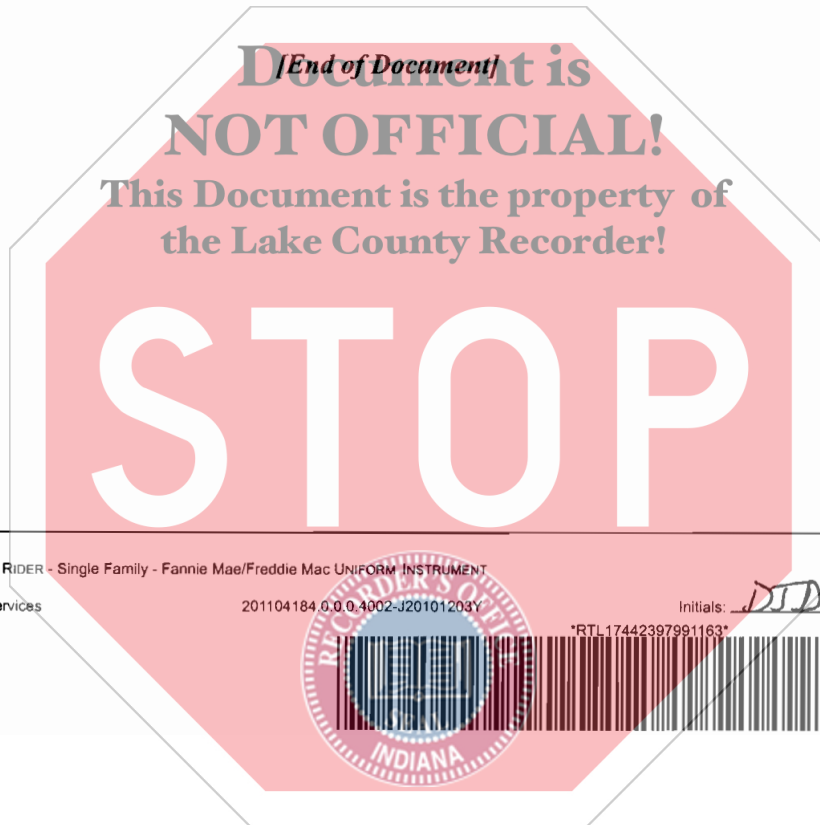 [End of Document]
Document is
NOT OFFICIAL!
This Document is the property of
the Lake County Recorder!
STOP
RIDER - Single Family - Fannie Mae/Freddie Mac UNIFORM INSTRUMENT
ervices 201104184.0.0.0.4002-J20101203Y Initials: DJD
*RTL17442397991163*
RECORDER'S OFFICE
SEAL
INDIANA